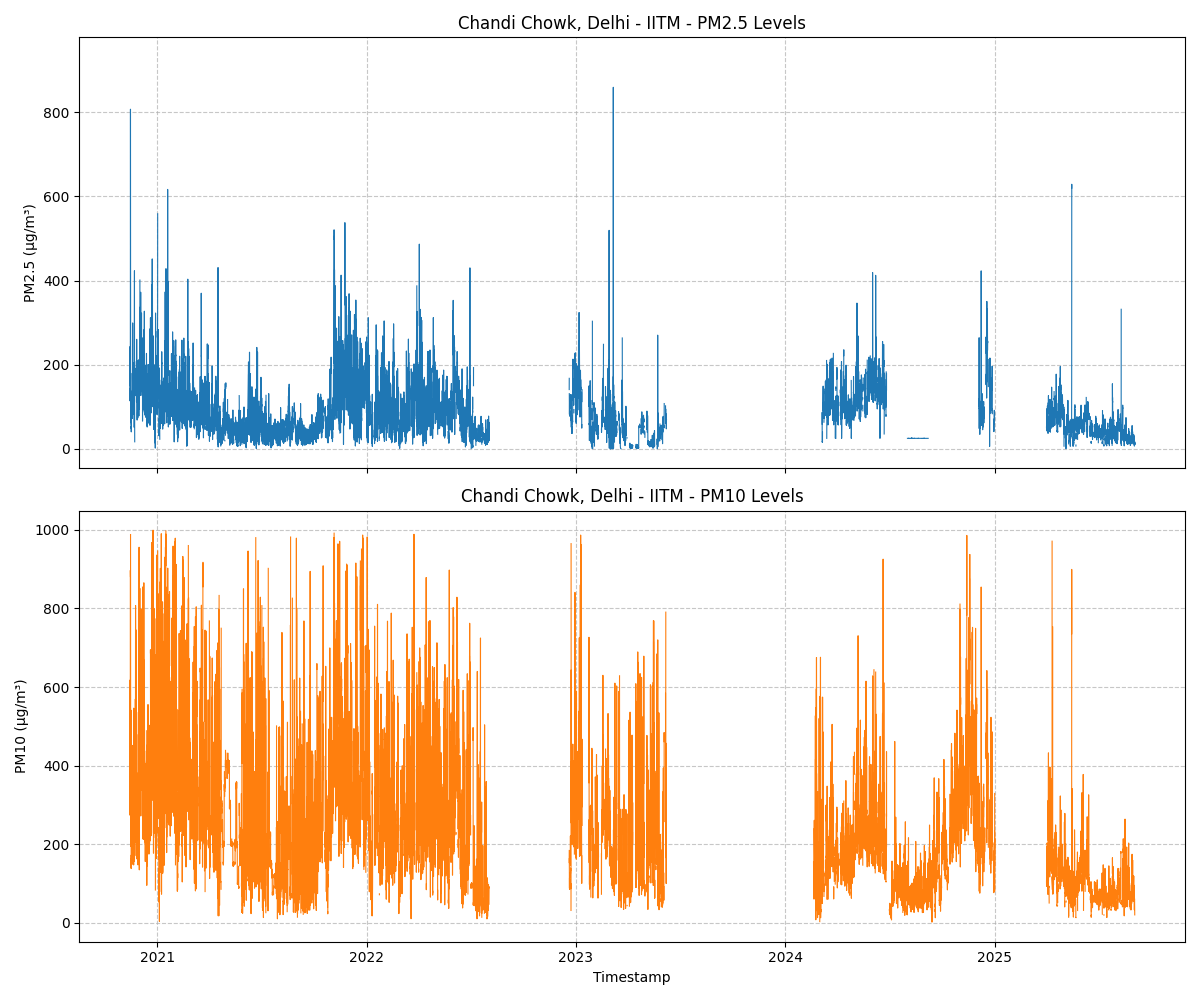 Chandi Chowk, Delhi - IITM - PM2.5 Levels
800
600
400
200
0
PM2.5 (µg/m³)
Chandi Chowk, Delhi - IITM - PM10 Levels
1000
800
600
400
200
0
PM10 (µg/m³)
2021 2022 2023 2024 2025
Timestamp